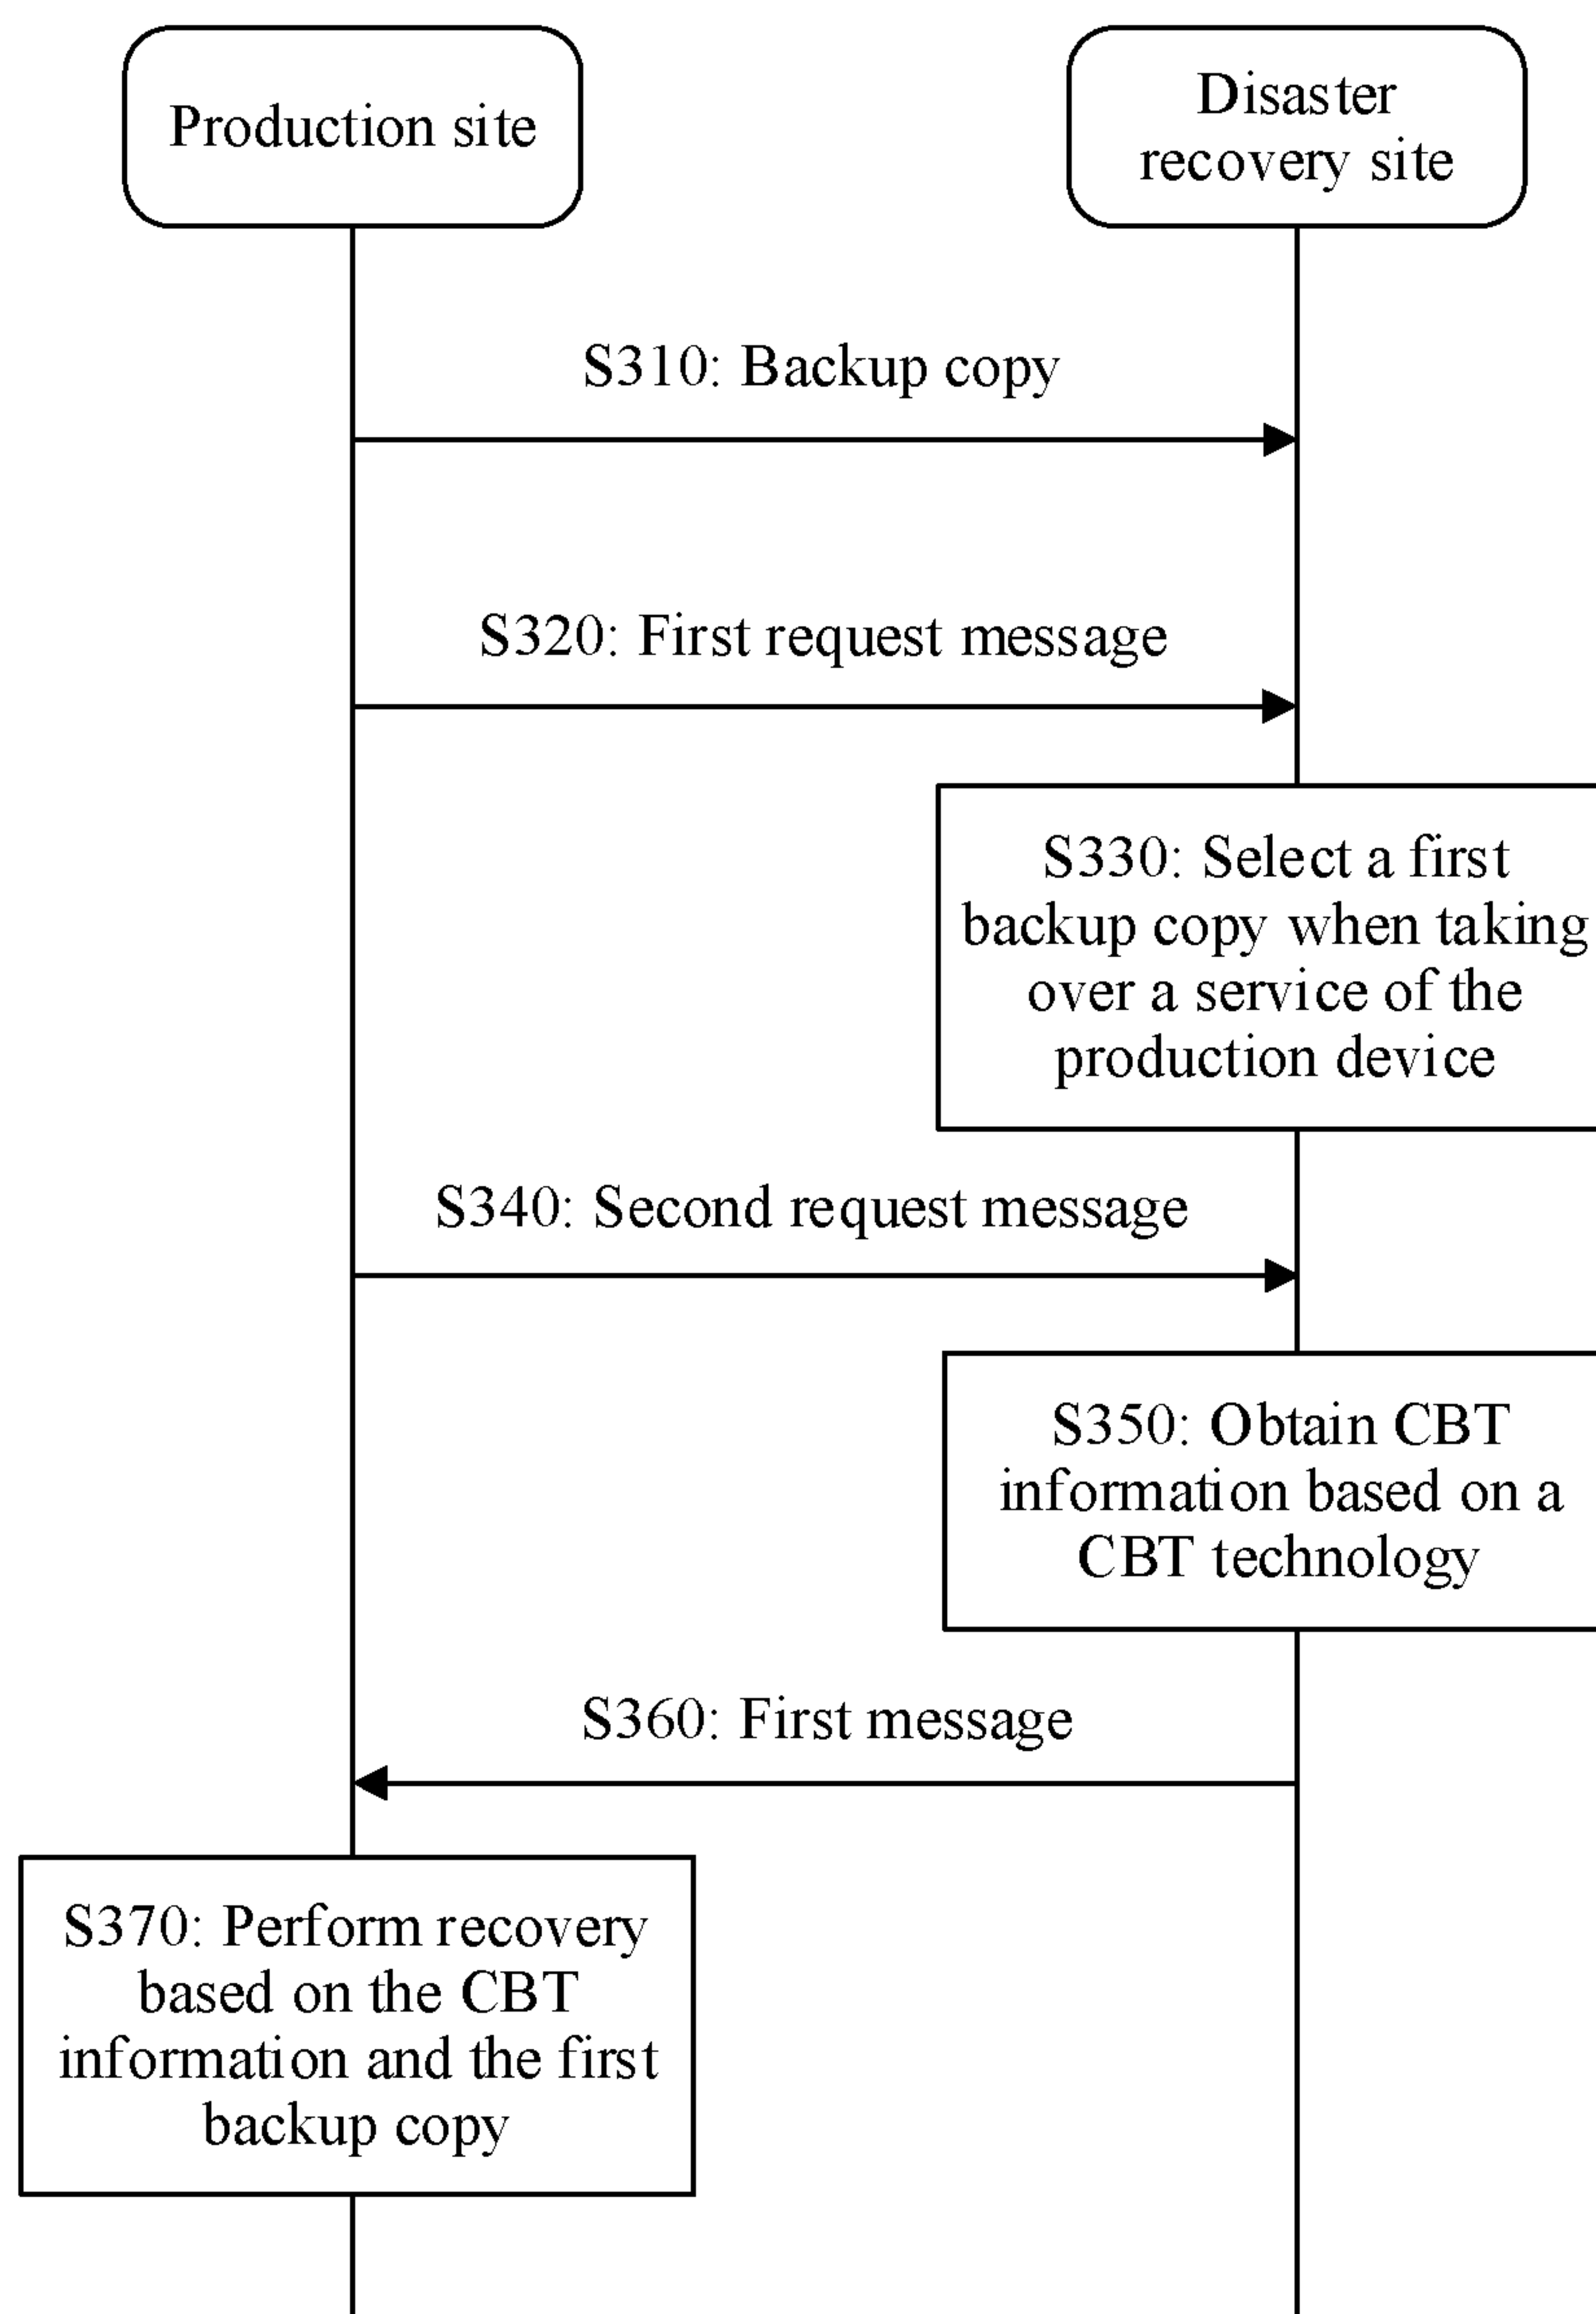 Production site
Disaster
recovery site
S310: Backup copy
S320: First request message
S330: Select a first
backup copy when taking
over a service of the
production device
S340: Second request message
S350: Obtain CBT
information based on a
CBT technology
S360: First message
S370: Perform recovery
based on the CBT
information and the first
backup copy